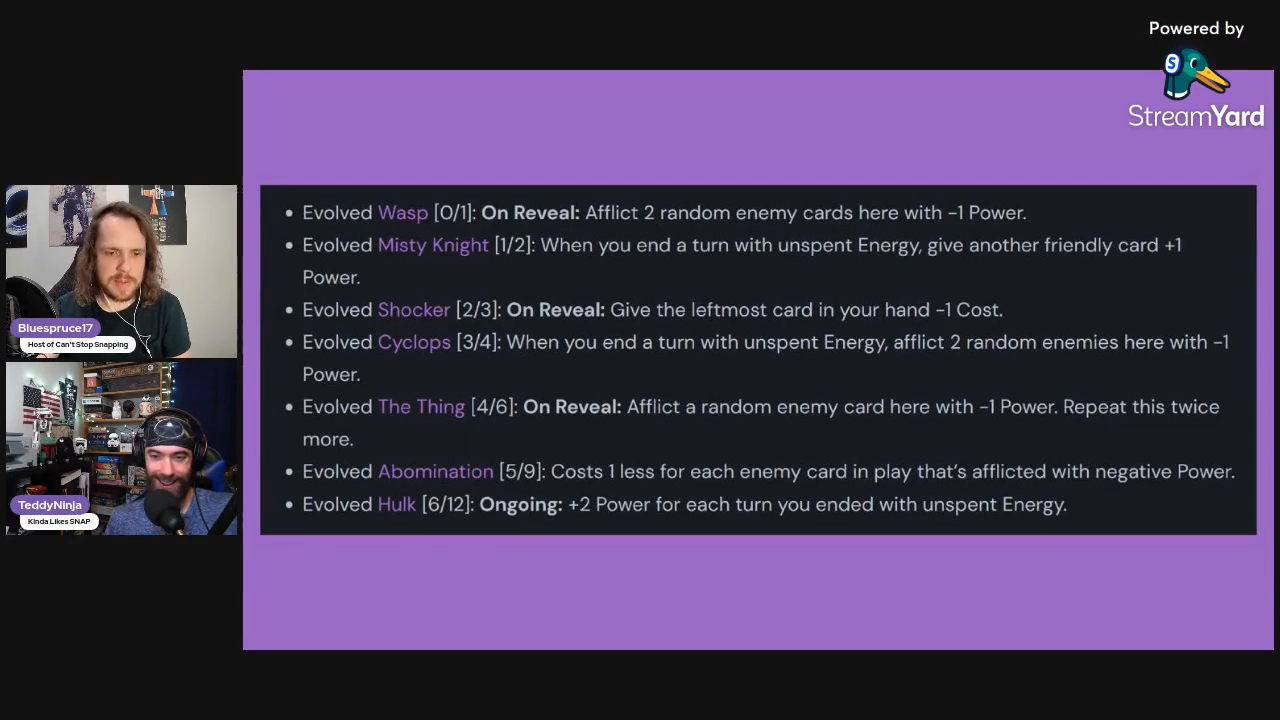 Powered by
S
StreamYard
• Evolved Wasp [0/1]: On Reveal: Afflict 2 random enemy cards here with -1 Power.
• Evolved Misty Knight [1/2]: When you end a turn with unspent Energy, give another friendly card +1
Power.
• Evolved Shocker [2/3]: On Reveal: Give the leftmost card in your hand -1 Cost.
• Evolved Cyclops [3/4]: When you end a turn with unspent Energy, afflict 2 random enemies here with -1
Power.
• Evolved The Thing [4/6]: On Reveal: Afflict a random enemy card here with -1 Power. Repeat this twice
more.
• Evolved Abomination [5/9]: Costs 1 less for each enemy card in play that’s afflicted with negative Power.
• Evolved Hulk [6/12]: Ongoing: +2 Power for each turn you ended with unspent Energy.
Bluespruce17
Host of Can't Stop Snapping
TeddyNinja
Kinda Likes SNAP